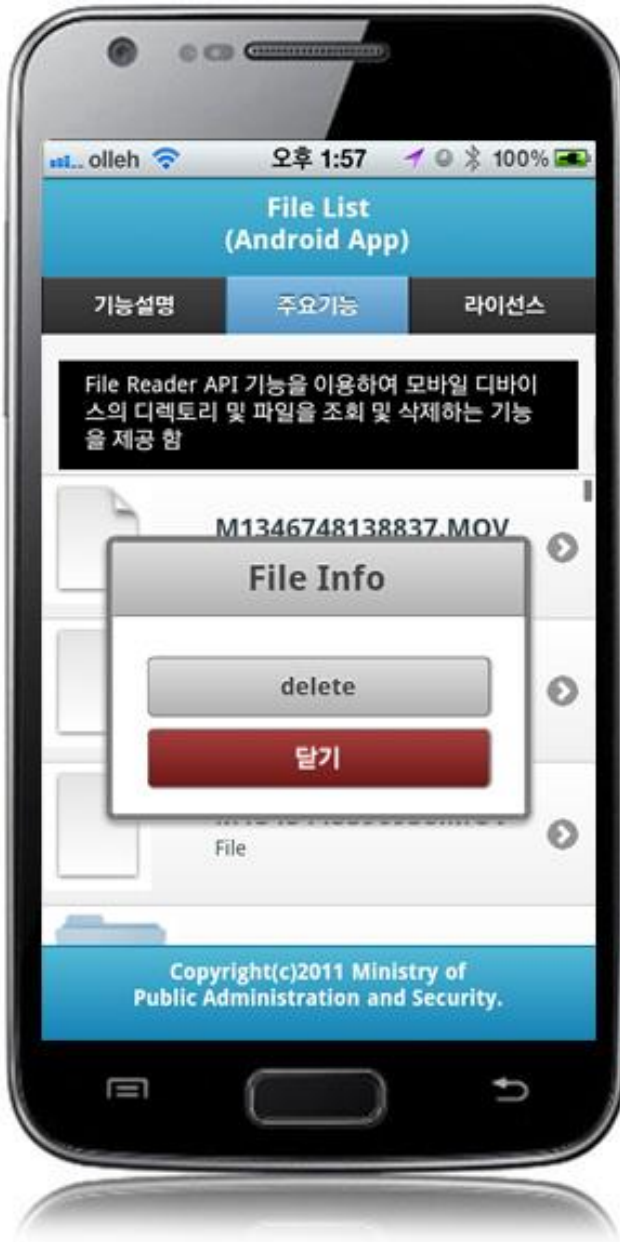 olleh 오후 1:57 100%
File List
(Android App)
기능설명 주요기능 라이선스
File Reader API 기능을 이용하여 모바일 디바이
스의 디렉토리 및 파일을 조회 및 삭제하는 기능
을 제공 함
M1346748138837.MOV
File Info
delete
닫기
File
Copyright(c)2011 Ministry of
Public Administration and Security.